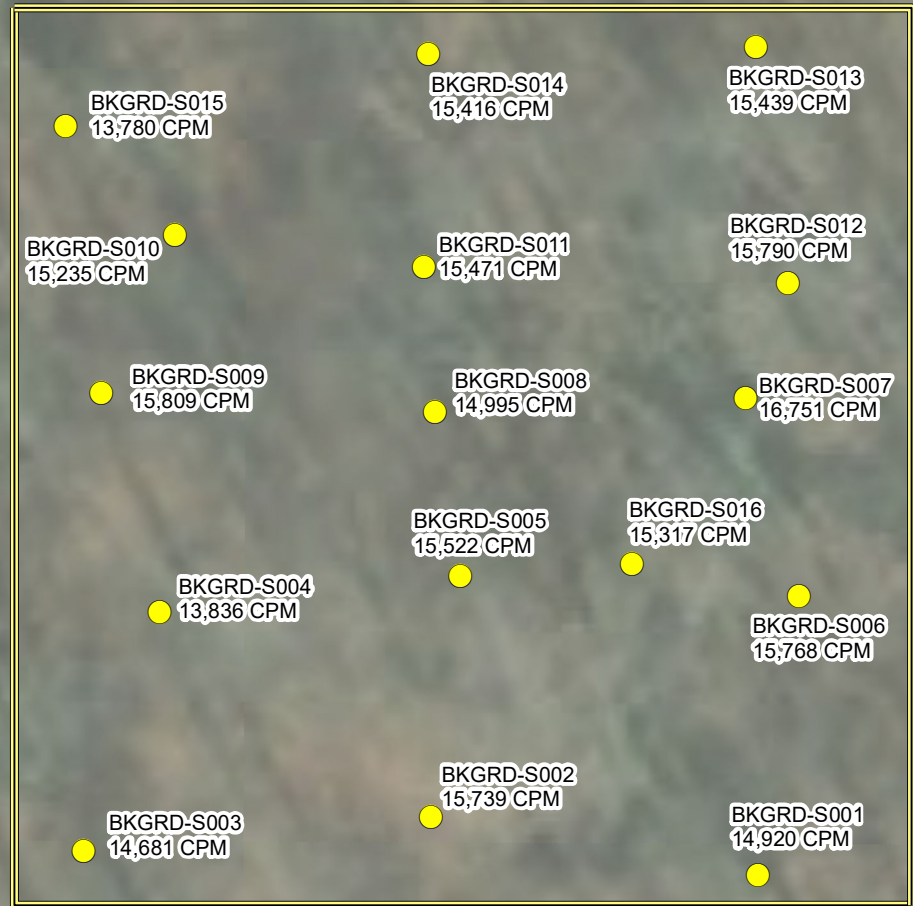 BKGRD-S014
15,416 CPM
BKGRD-S013
15,439 CPM
BKGRD-S015
13,780 CPM
BKGRD-S012
15,790 CPM
BKGRD-S010
15,235 CPM
BKGRD-S011
15,471 CPM
BKGRD-S009
15,809 CPM
BKGRD-S008
14,995 CPM
BKGRD-S007
16,751 CPM
BKGRD-S005
15,522 CPM
BKGRD-S016
15,317 CPM
BKGRD-S004
13,836 CPM
BKGRD-S006
15,768 CPM
BKGRD-S002
15,739 CPM
BKGRD-S003
14,681 CPM
BKGRD-S001
14,920 CPM